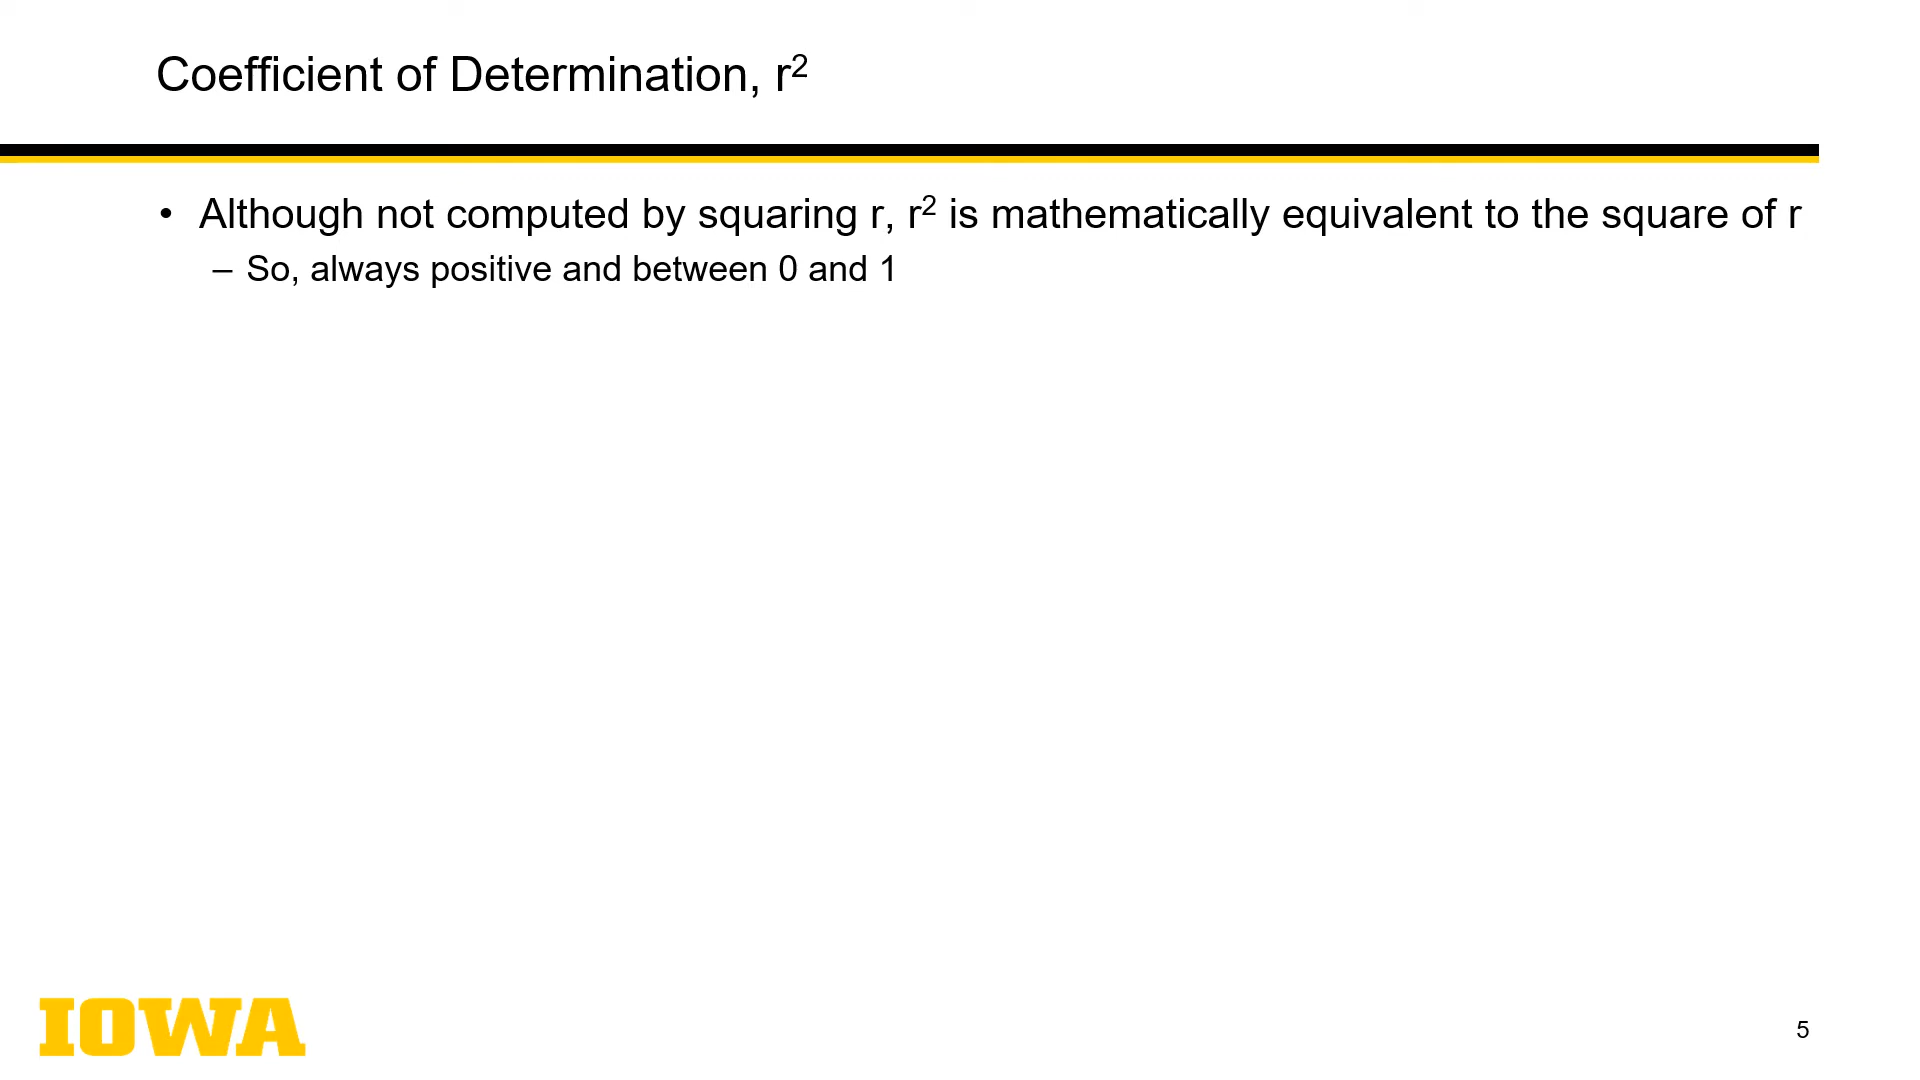 Coefficient of Determination, r²
• Although not computed by squaring r, r² is mathematically equivalent to the square of r
– So, always positive and between 0 and 1
IOWA
5